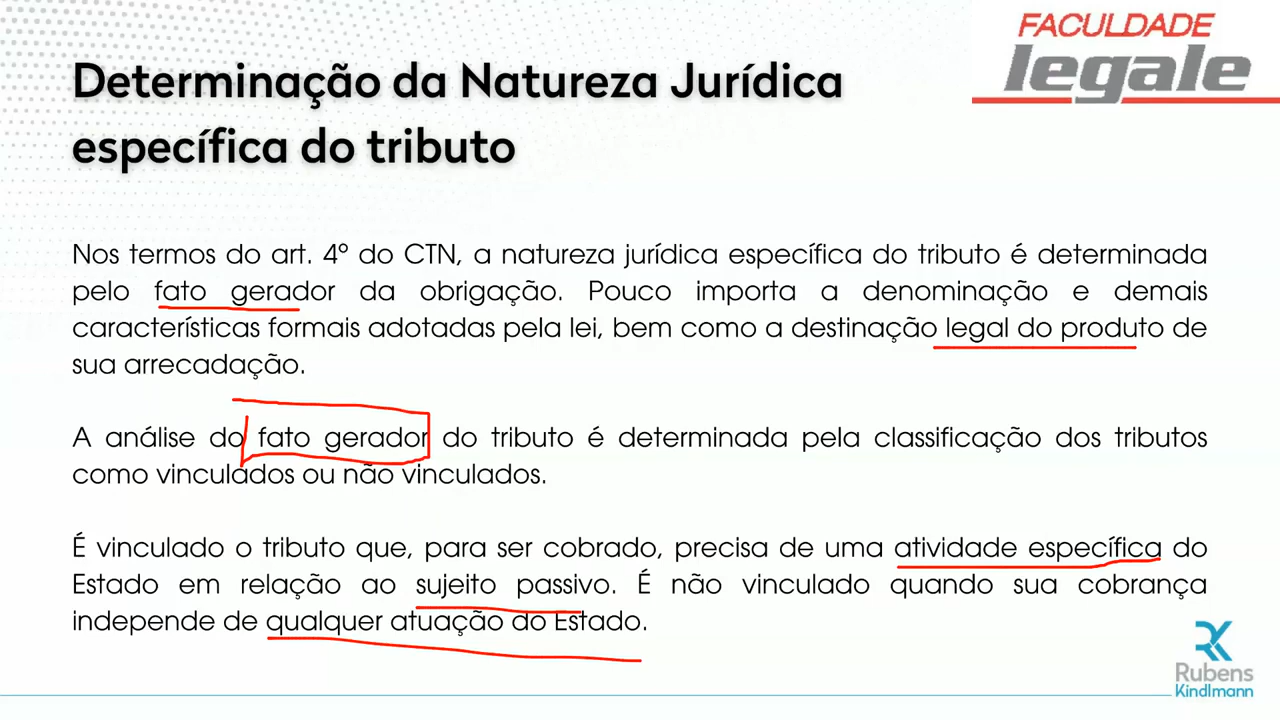 FACULDADE
legale
Determinação da Natureza Jurídica
específica do tributo
Nos termos do art. 4° do CTN, a natureza jurídica específica do tributo é determinada
pelo fato gerador da obrigação. Pouco importa a denominação e demais
características formais adotadas pela lei, bem como a destinação legal do produto de
sua arrecadação.
A análise do fato gerador do tributo é determinada pela classificação dos tributos
como vinculados ou não vinculados.
É vinculado o tributo que, para ser cobrado, precisa de uma atividade específica do
Estado em relação ao sujeito passivo. É não vinculado quando sua cobrança
independe de qualquer atuação do Estado.
RK
Rubens
Kindlmann